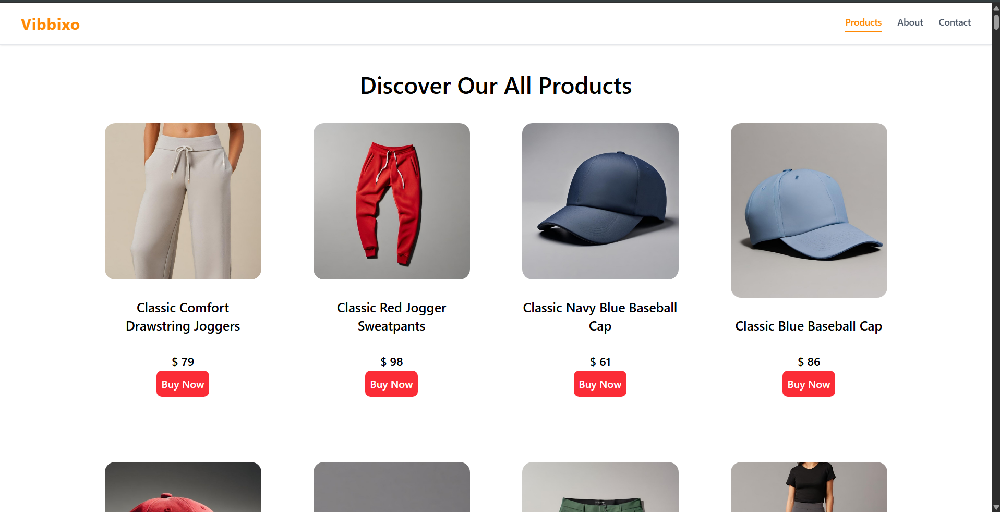 Vibbixo
Products About Contact
Discover Our All Products
Classic Comfort
Drawstring Joggers
$ 79
Buy Now
Classic Red Jogger
Sweatpants
$ 98
Buy Now
Classic Navy Blue Baseball
Cap
$ 61
Buy Now
Classic Blue Baseball Cap
$ 86
Buy Now